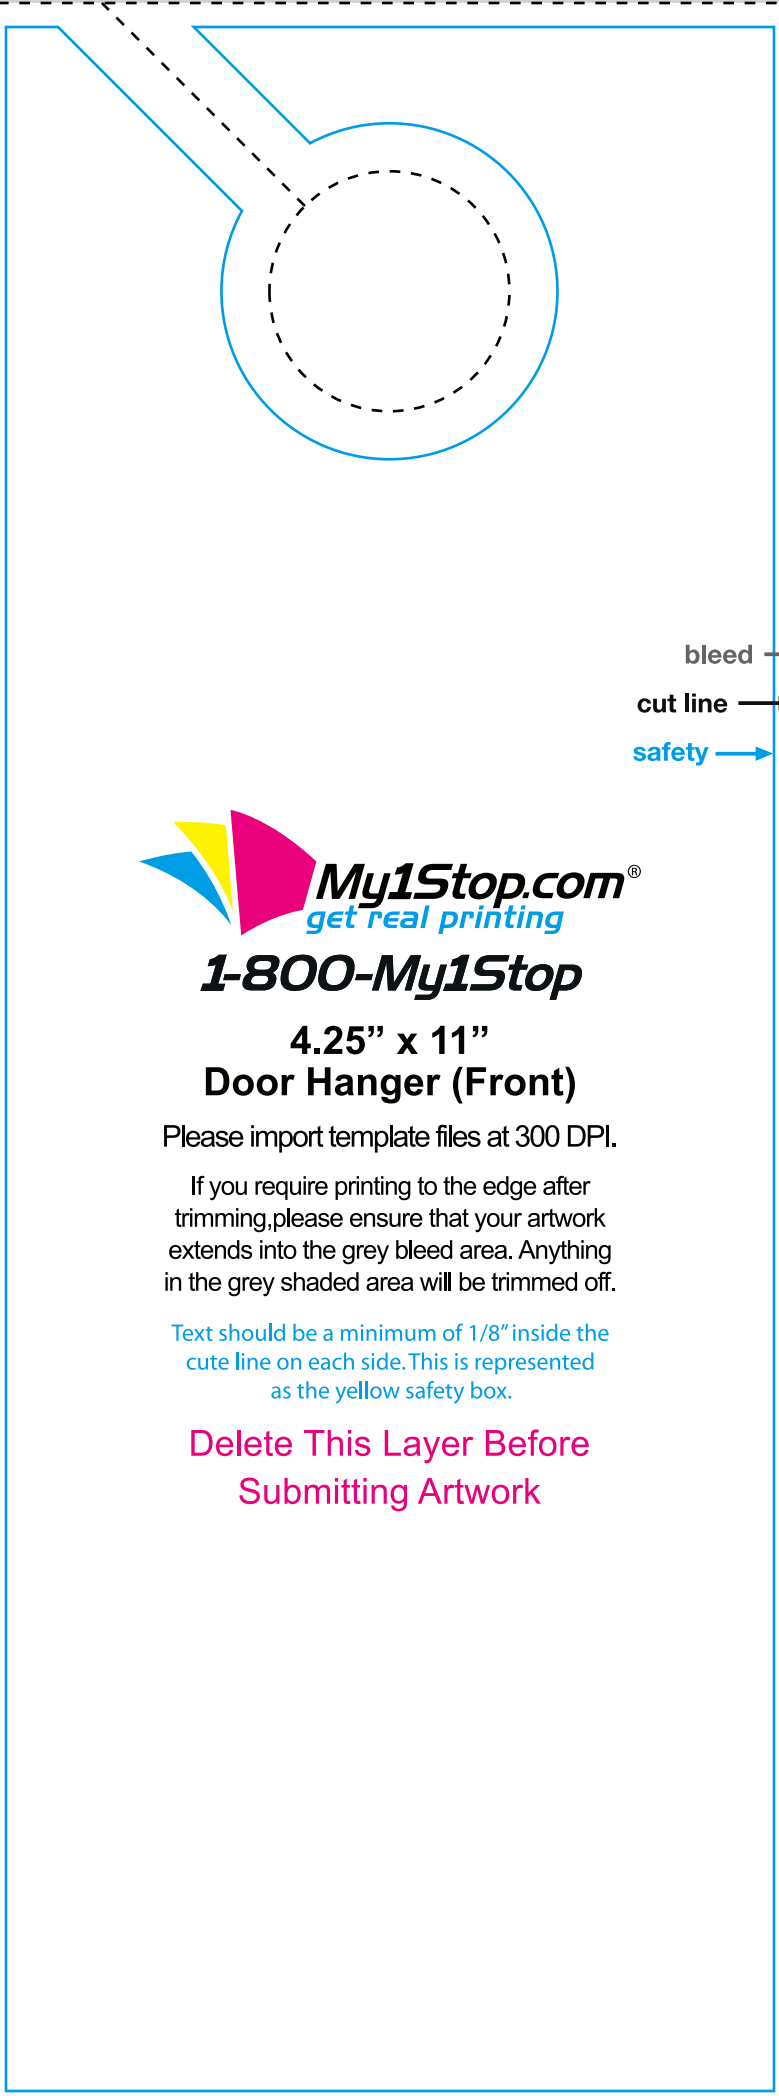 bleed
cut line
safety
My1Stop.com®
get real printing
1-800-My1Stop
4.25” x 11”
Door Hanger (Front)
Please import template files at 300 DPI.
If you require printing to the edge after
trimming,please ensure that your artwork
extends into the grey bleed area. Anything
in the grey shaded area will be trimmed off.
Text should be a minimum of 1/8” inside the
cute line on each side. This is represented
as the yellow safety box.
Delete This Layer Before
Submitting Artwork